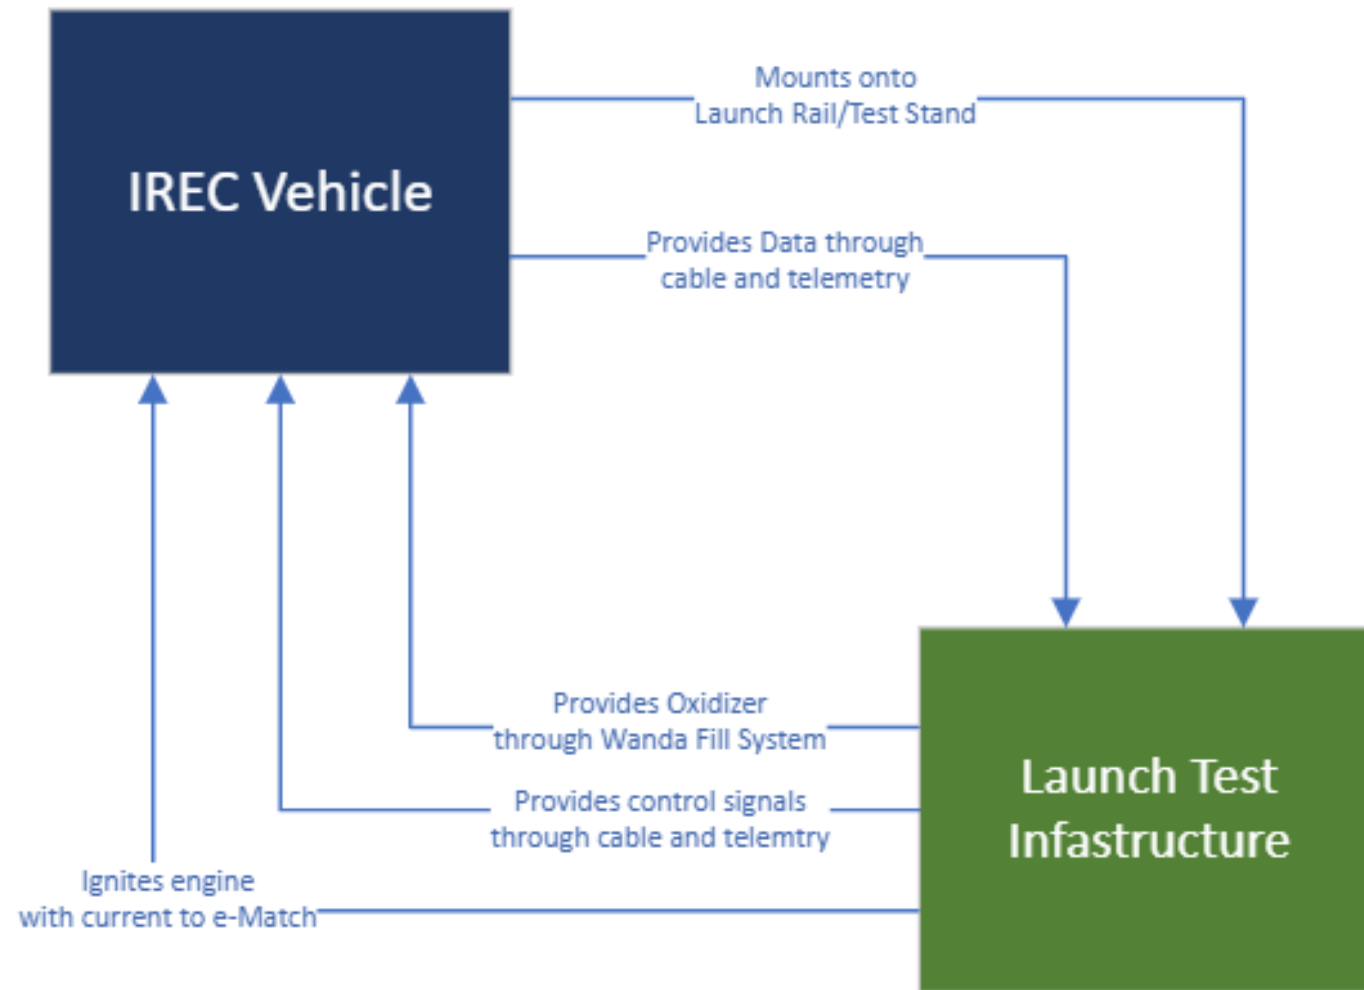 Mounts onto
Launch Rail/Test Stand
IREC Vehicle
Provides Data through
cable and telemetry
Provides Oxidizer
through Wanda Fill System
Launch Test
Infastructure
Provides control signals
through cable and telemtry
Ignites engine
with current to e-Match